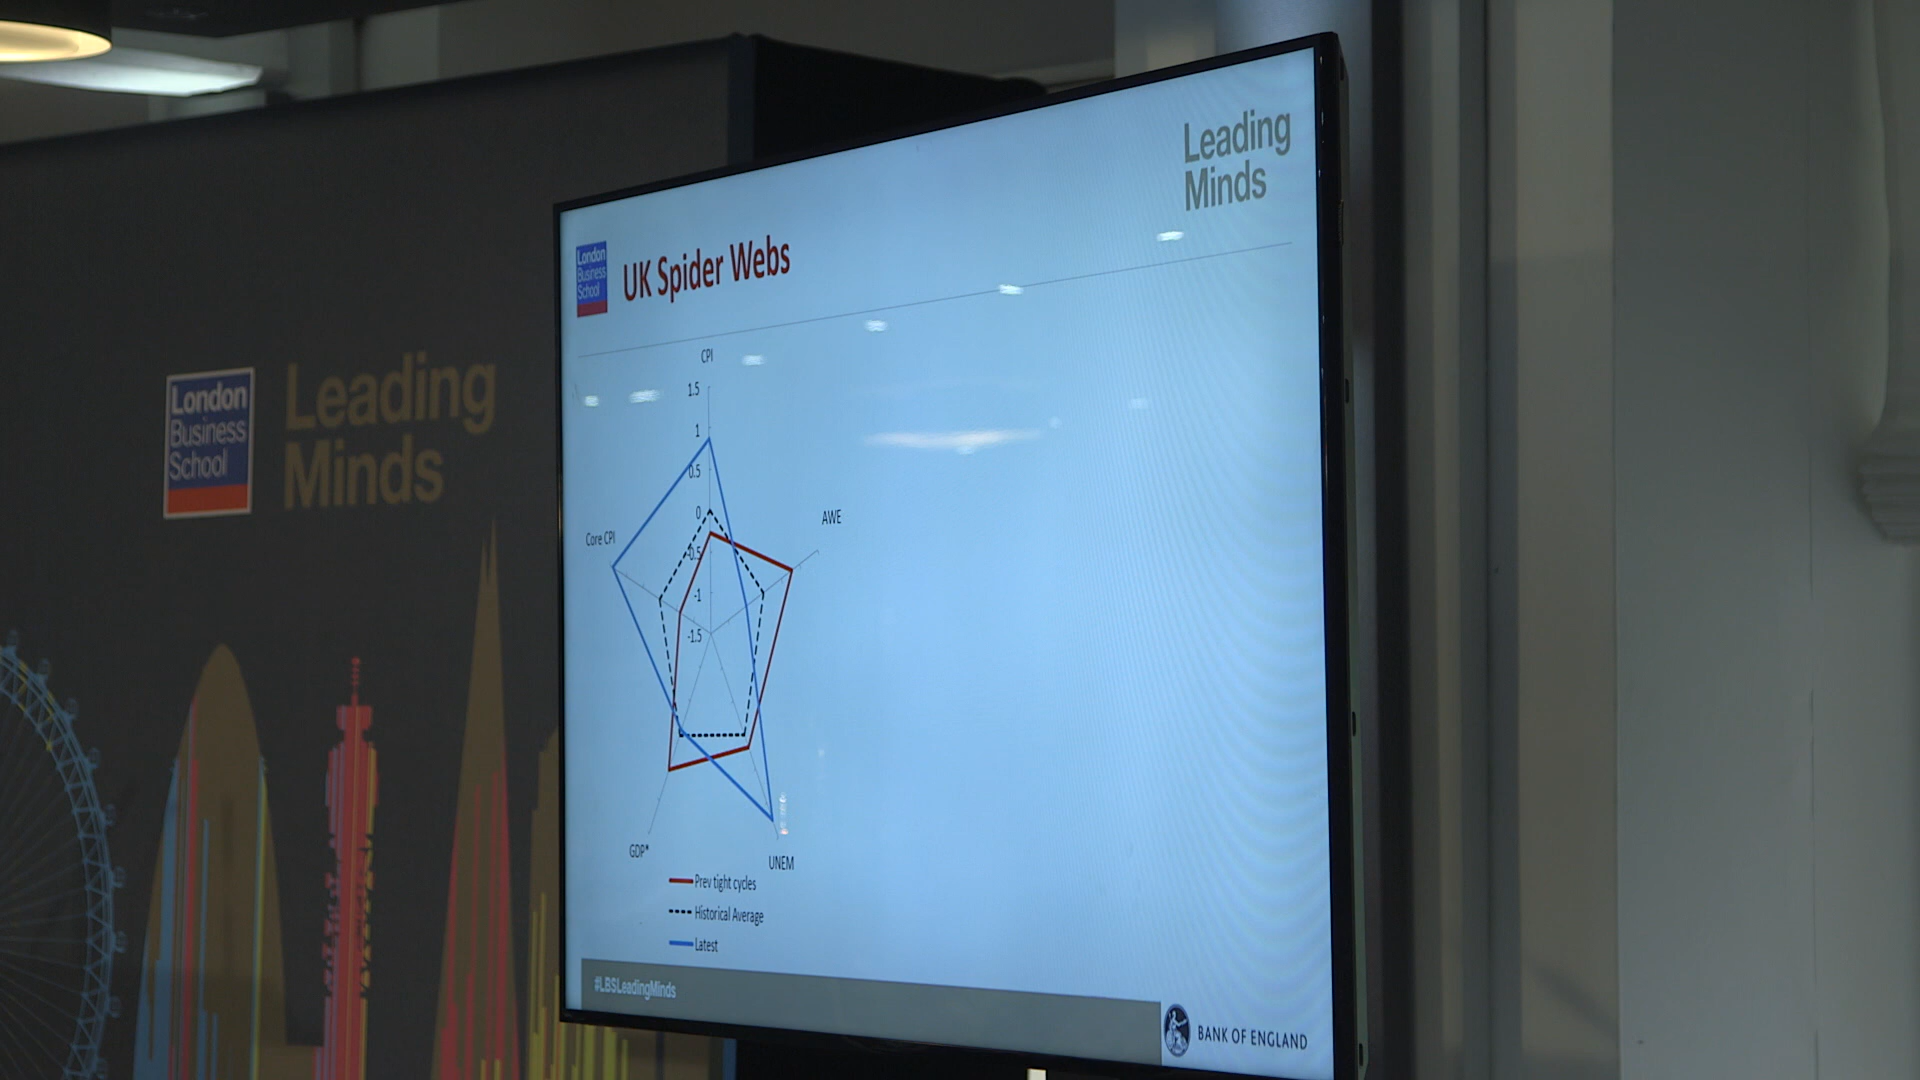 London
Business
School
Leading
Minds
London
Business
School
UK Spider Webs
Leading
Minds
CPI
1.5
1
0.5
0
-0.5
-1
-1.5
AWE
Core CPI
GDP*
UNEM
Prev tight cycles
Historical Average
Latest
#LBSLeadingMinds
BANK OF ENGLAND